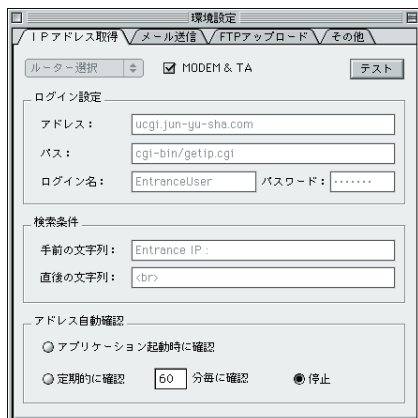 環境設定
IPアドレス取得 メール送信 FTPアップロード その他
ルーター選択 MODEM & TA テスト
ログイン設定
アドレス： ucgi.jun-yu-sha.com
パス： cgi-bin/getip.cgi
ログイン名： EntranceUser パスワード： ･･･････
検索条件
手前の文字列： Entrance IP :
直後の文字列： <br>
アドレス自動確認
アプリケーション起動時に確認
定期的に確認 60 分毎に確認 停止